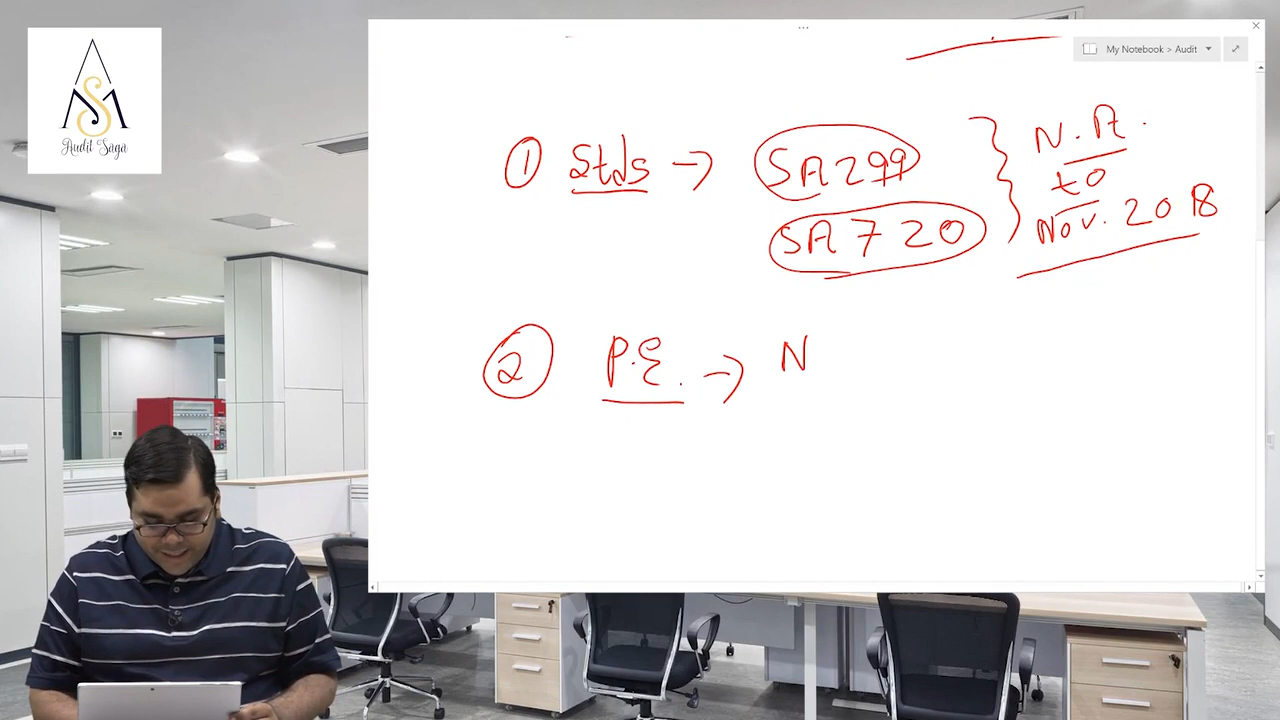 Audit Saga
My Notebook > Audit
① Stds → SA 299
SA 720
N.A.
to
Nov. 2018
② P.E. → N